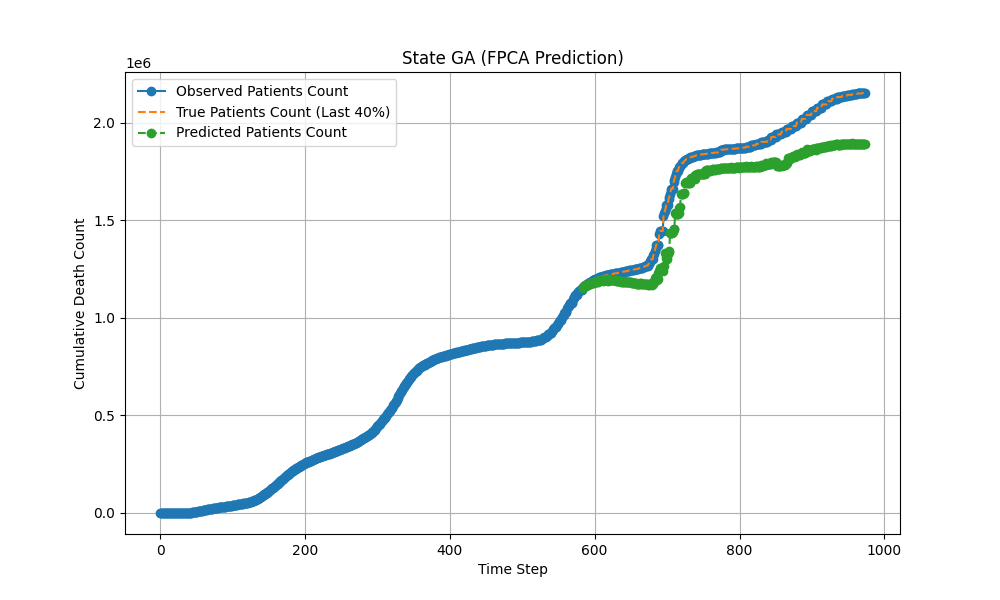 State GA (FPCA Prediction)
1e6
Observed Patients Count
True Patients Count (Last 40%)
Predicted Patients Count
2.0
1.5
1.0
0.5
0.0
Cumulative Death Count
0 200 400 600 800 1000
Time Step